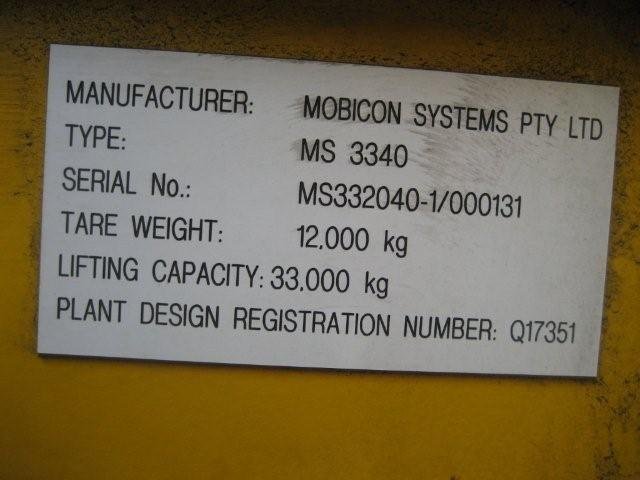 MANUFACTURER: MOBICON SYSTEMS PTY LTD
TYPE: MS 3340
SERIAL No.: MS332040-1/000131
TARE WEIGHT: 12,000 kg
LIFTING CAPACITY: 33,000 kg
PLANT DESIGN REGISTRATION NUMBER: Q17351